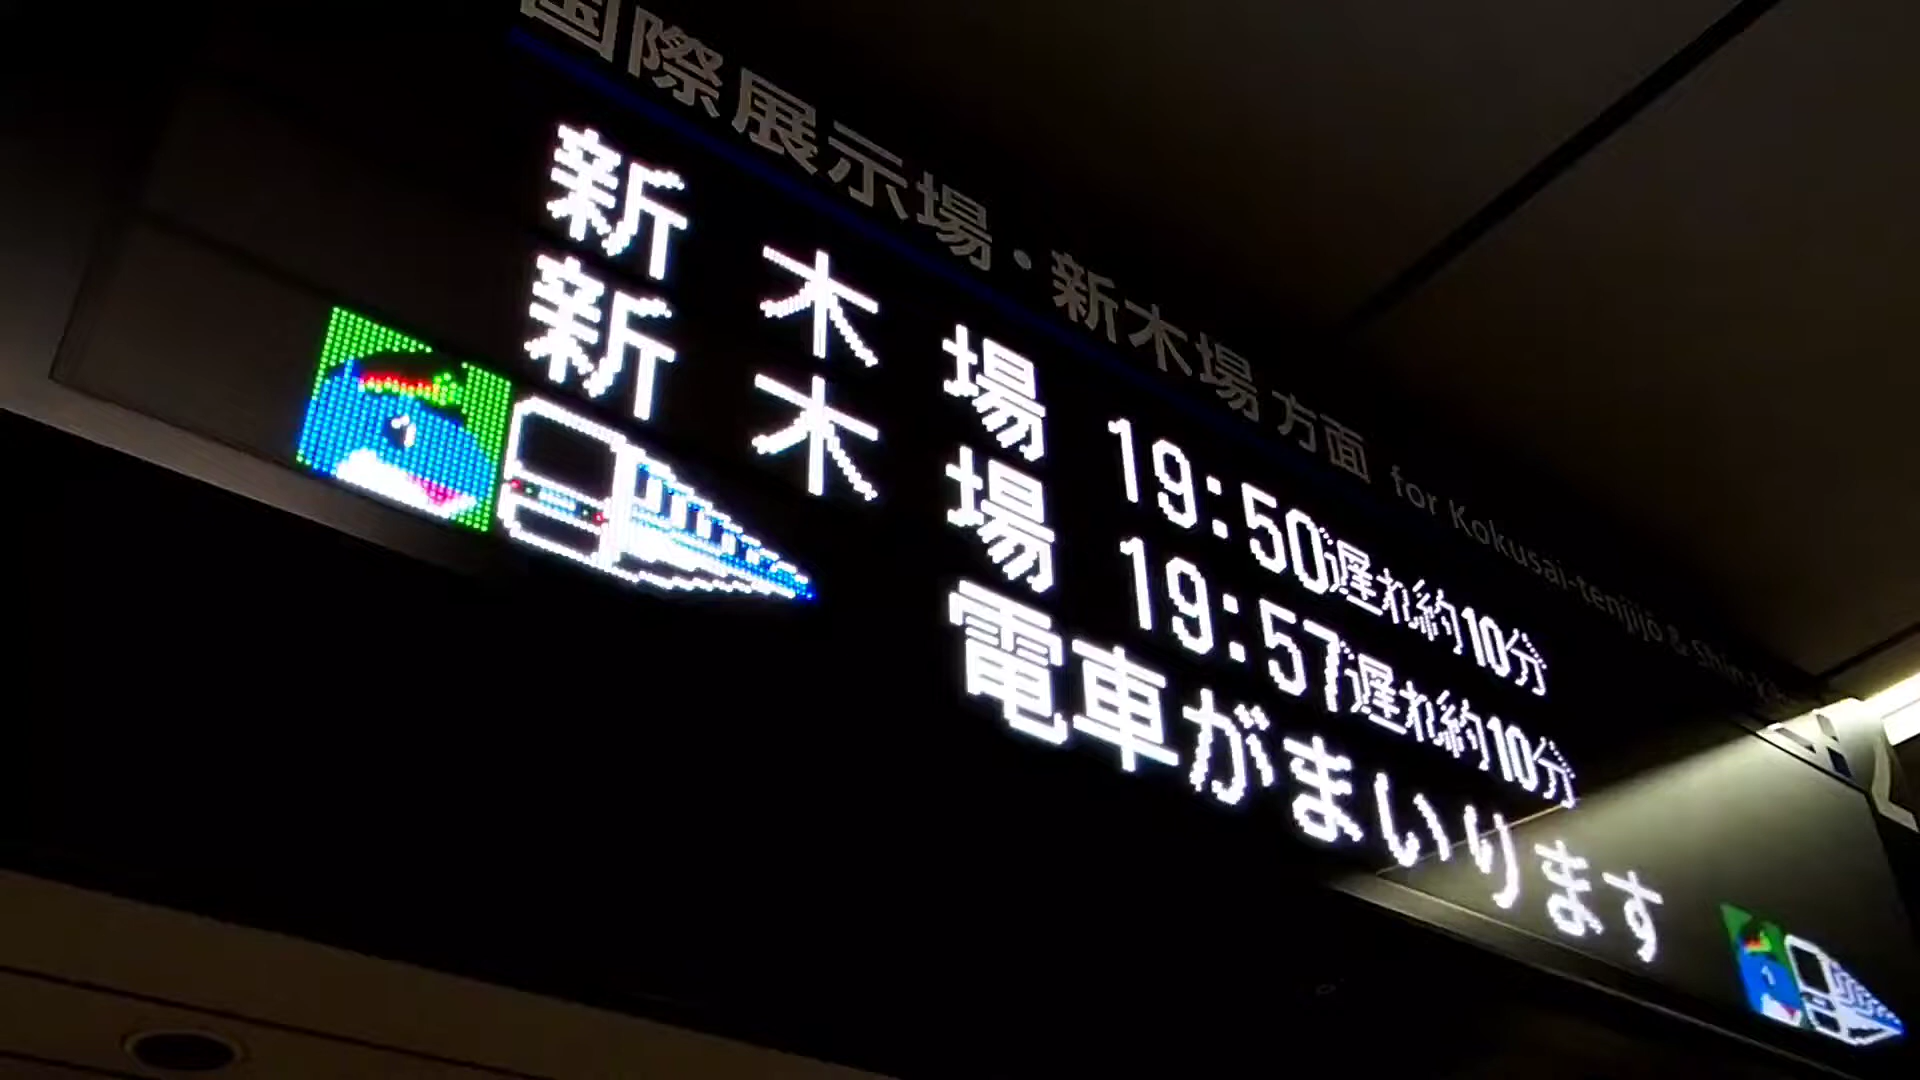 国際展示場・新木場 方面 for Kokusai-tenjijō & Shin-
新木場 19:50遅れ約10分
新木場 19:57遅れ約10分
電車がまいります
2